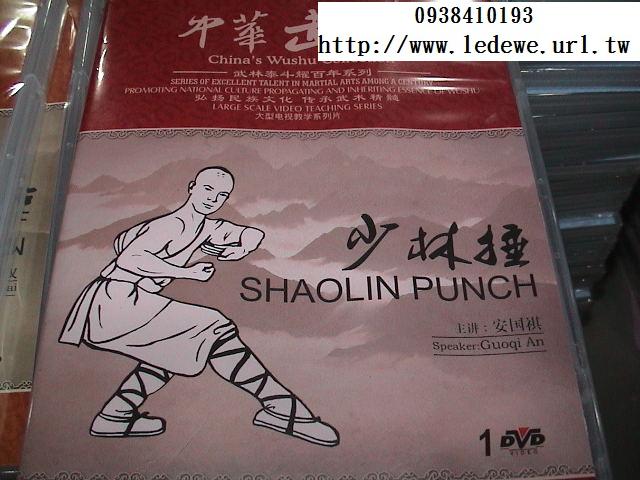 0938410193
http://www.ledewe.url.tw
中華
China's Wushu
武林泰斗耀百年系列
SERIES OF EXCELLENT TALENT IN MARTIAL ARTS AMONG A CENTURY
PROMOTING NATIONAL CULTURE PROPAGATING AND INHERITING ESSENCE OF WUSHU
弘扬民族文化 传承武术精髓
LARGE SCALE VIDEO TEACHING SERIES
大型电视教学系列片
少林捶
SHAOLIN PUNCH
主讲：安国祺
Speaker:Guoqi An
1 DVD
VIDEO